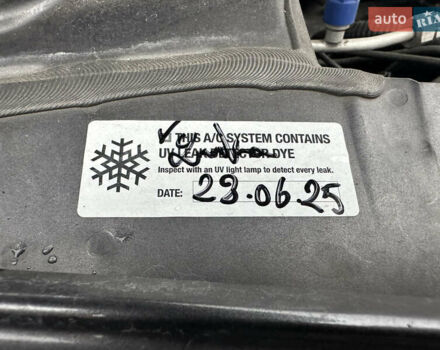 auto RIA
THIS A/C SYSTEM CONTAINS
UV LEAK DETECTOR DYE
Inspect with an UV light lamp to detect every leak.
DATE: 23.06.25